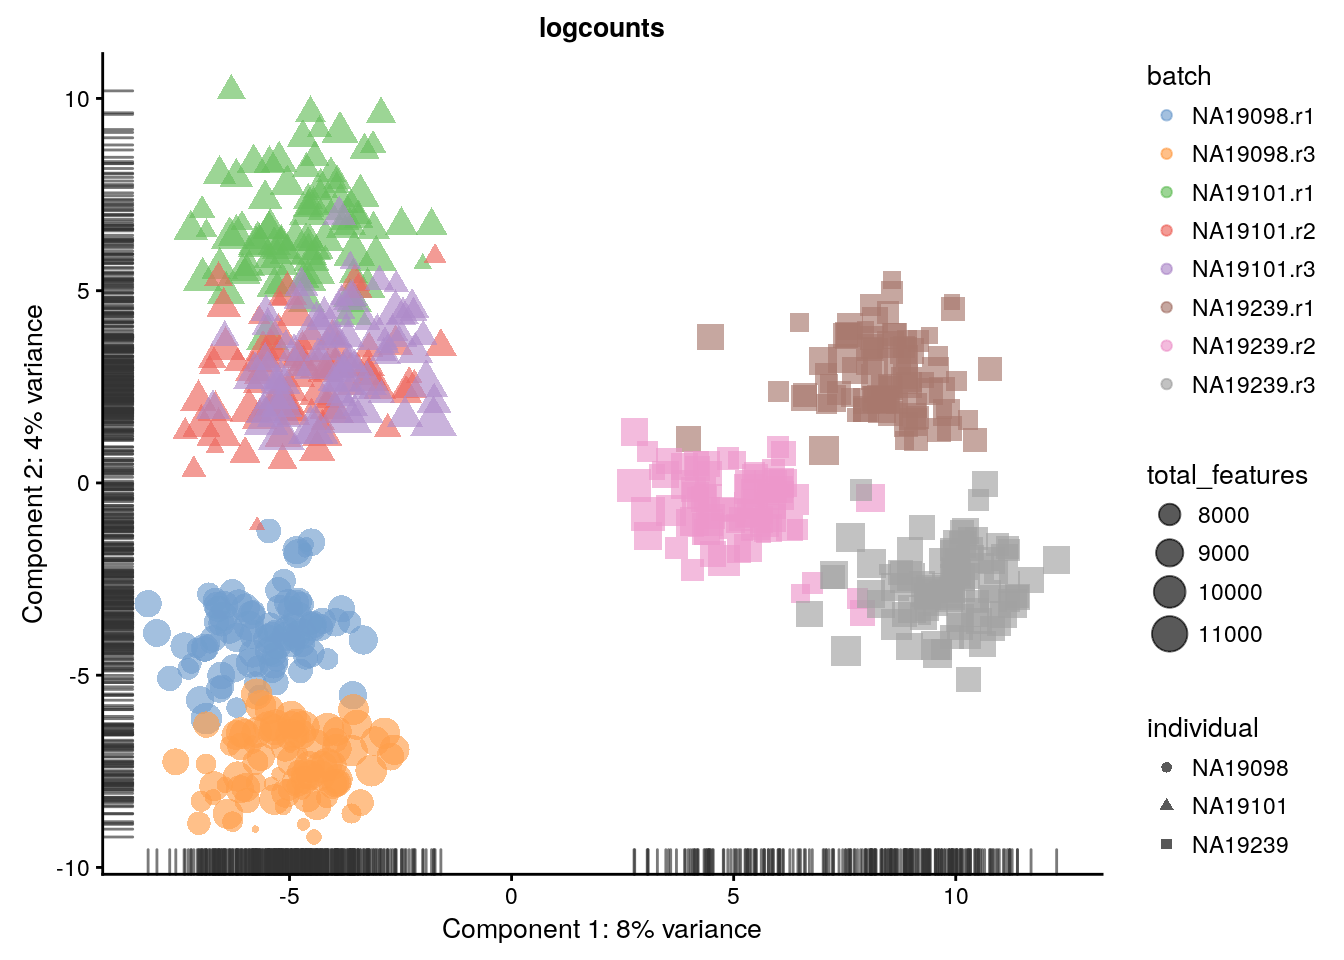 logcounts
Component 2: 4% variance
10
5
0
-5
-10
-5
0
5
10
Component 1: 8% variance
batch
NA19098.r1
NA19098.r3
NA19101.r1
NA19101.r2
NA19101.r3
NA19239.r1
NA19239.r2
NA19239.r3
total_features
8000
9000
10000
11000
individual
NA19098
NA19101
NA19239